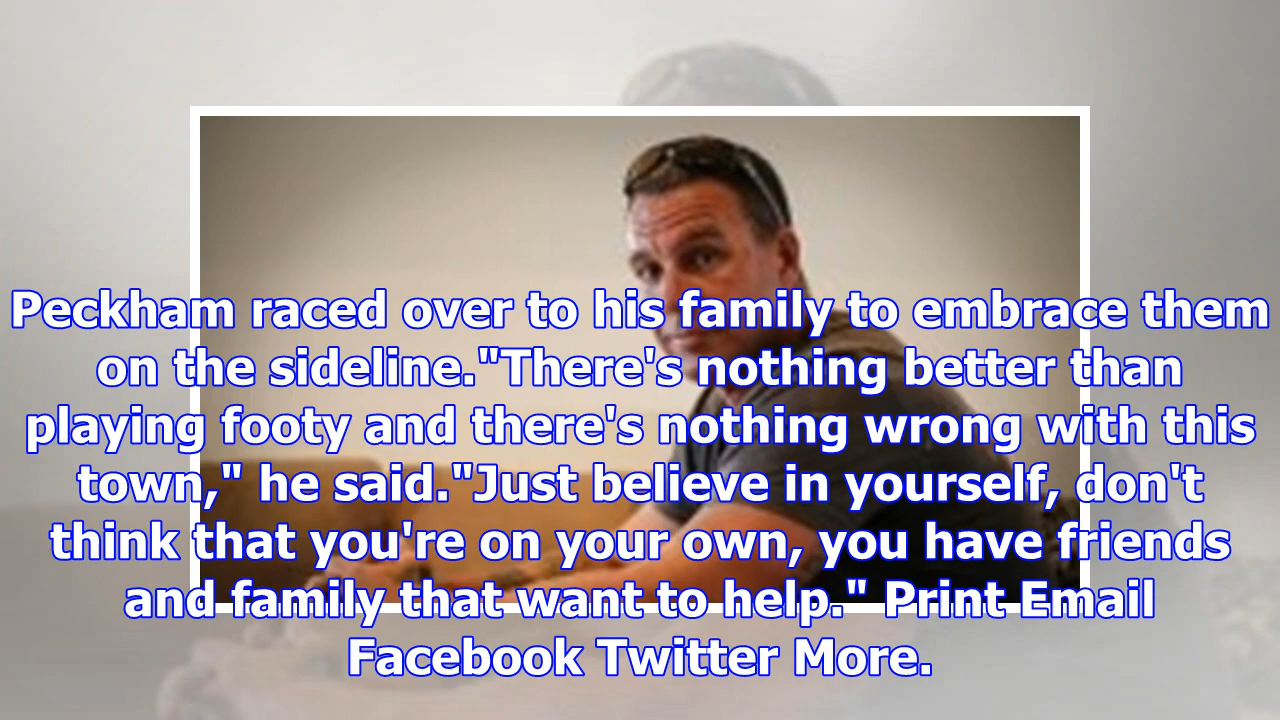 Peckham raced over to his family to embrace them
on the sideline."There's nothing better than
playing footy and there's nothing wrong with this
town," he said."Just believe in yourself, don't
think that you're on your own, you have friends
and family that want to help." Print Email
Facebook Twitter More.